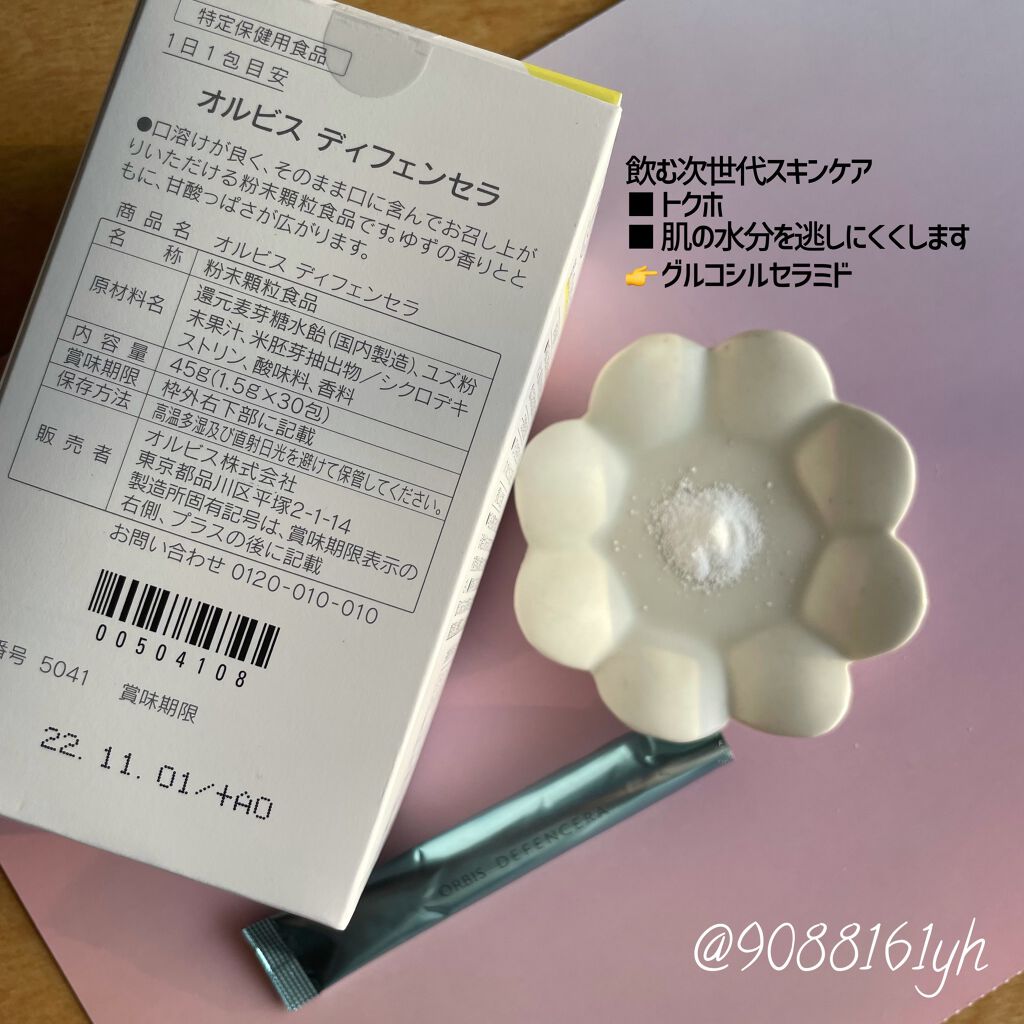 特定保健用食品
1日1包目安
オルビス ディフェンセラ
●口溶けが良く、そのまま口に含んでお召し上が
りいただける粉末顆粒食品です。ゆずの香りとと
もに、甘酸っぱさが広がります。
商品名 オルビス ディフェンセラ
名称 粉末顆粒食品
原材料名 還元麦芽糖水飴(国内製造)、ユズ粉
末果汁、米胚芽抽出物/シクロデキ
ストリン、酸味料、香料
内容量 45g(1.5g×30包)
賞味期限 枠外右下部に記載
保存方法 高温多湿及び直射日光を避けて保管してください。
販売者 オルビス株式会社
東京都品川区平塚2-1-14
製造所固有記号は、賞味期限表示の
右側、プラスの後に記載
お問い合わせ 0120-010-010
00504108
番号 5041 賞味期限
22.11.01/+AO
飲む次世代スキンケア
■トクホ
■肌の水分を逃しにくくします
👉グルコシルセラミド
ORBIS DEFENCERA
@9088161yh